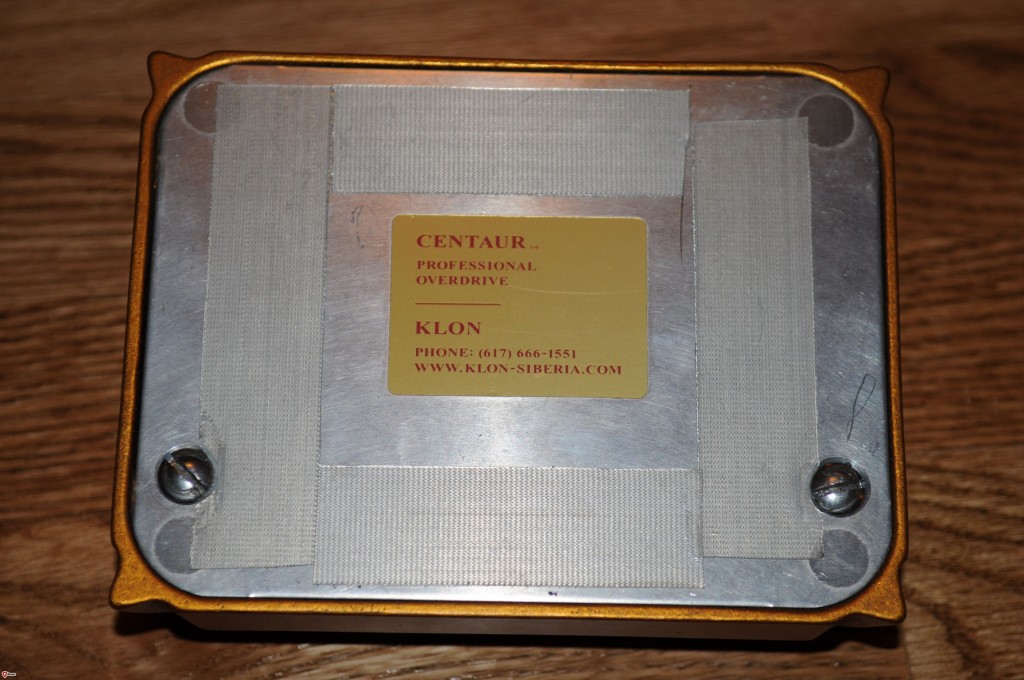 CENTAUR TM
PROFESSIONAL
OVERDRIVE
KLON
PHONE: (617) 666-1551
WWW.KLON-SIBERIA.COM